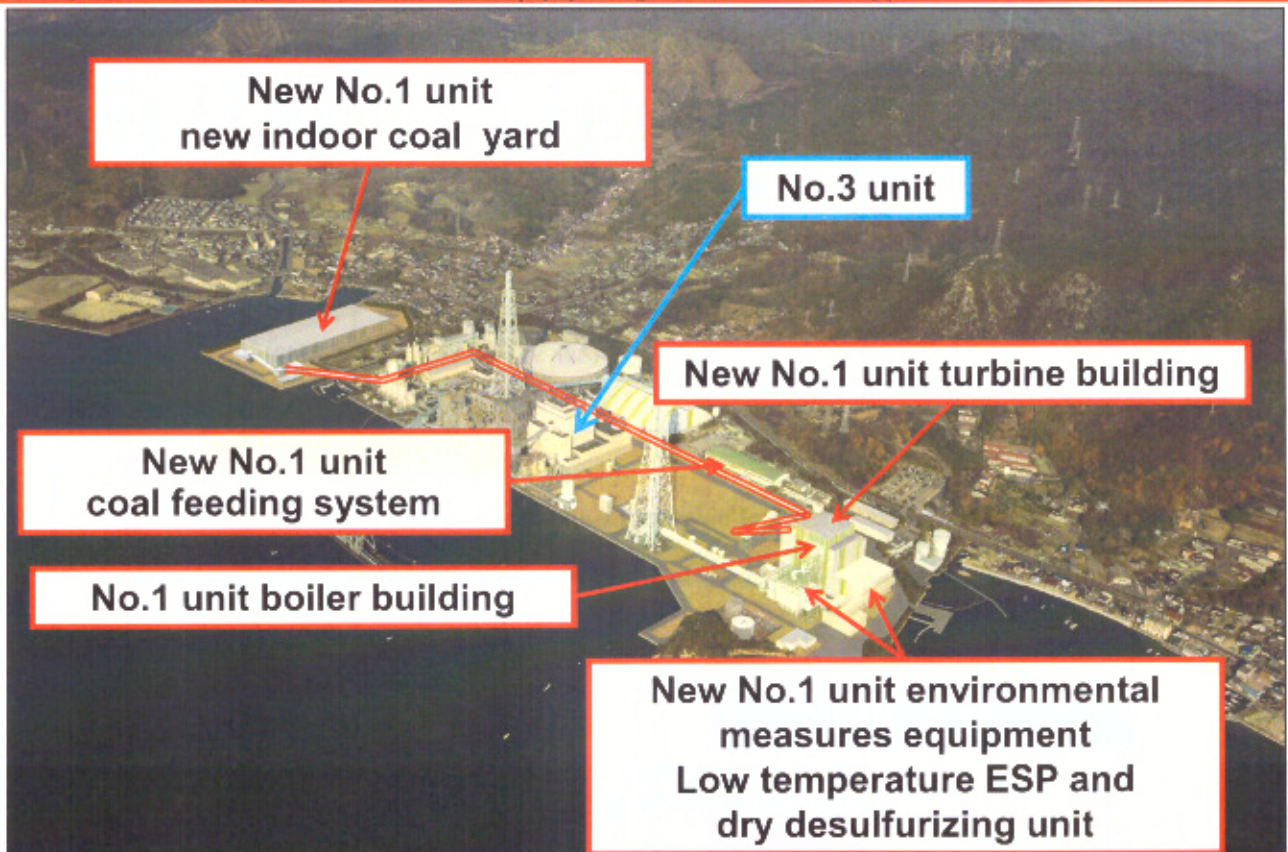 New No.1 unit
new indoor coal yard
No.3 unit
New No.1 unit turbine building
New No.1 unit
coal feeding system
No.1 unit boiler building
New No.1 unit environmental
measures equipment
Low temperature ESP and
dry desulfurizing unit